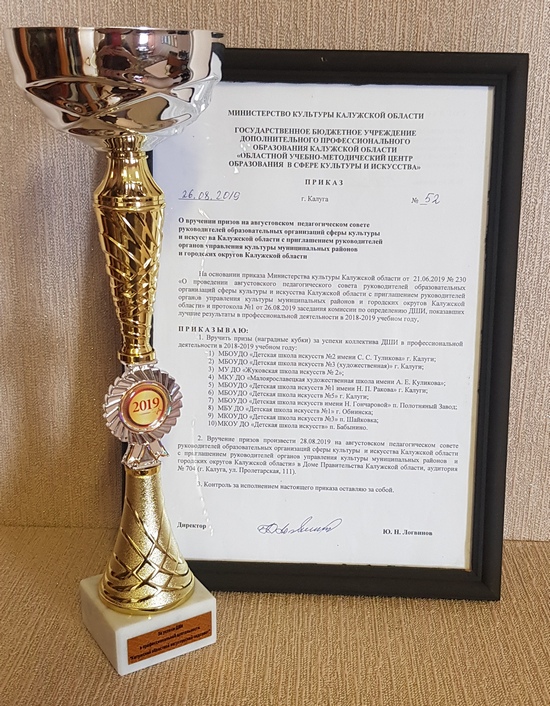 МИНИСТЕРСТВО КУЛЬТУРЫ КАЛУЖСКОЙ ОБЛАСТИ
ГОСУДАРСТВЕННОЕ БЮДЖЕТНОЕ УЧРЕЖДЕНИЕ
ДОПОЛНИТЕЛЬНОГО ПРОФЕССИОНАЛЬНОГО
ОБРАЗОВАНИЯ КАЛУЖСКОЙ ОБЛАСТИ
«ОБЛАСТНОЙ УЧЕБНО-МЕТОДИЧЕСКИЙ ЦЕНТР
ОБРАЗОВАНИЯ В СФЕРЕ КУЛЬТУРЫ И ИСКУССТВА»
ПРИКАЗ
26.08.2019 г. Калуга № 52
О вручении призов на августовском педагогическом совете
руководителей образовательных организаций сферы культуры
и искусства Калужской области с приглашением руководителей
органов управления культуры муниципальных районов
и городских округов Калужской области
На основании приказа Министерства культуры Калужской области от 21.06.2019 № 230
«О проведении августовского педагогического совета руководителей образовательных
организаций сферы культуры и искусства Калужской области с приглашением руководителей
органов управления культуры муниципальных районов и городских округов Калужской
области» и протокола №1 от 26.08.2019 заседания комиссии по определению ДШИ, показавших
лучшие результаты в профессиональной деятельности в 2018-2019 учебном году,
ПРИКАЗЫВАЮ:
1. Вручить призы (наградные кубки) за успехи коллектива ДШИ в профессиональной
деятельности в 2018-2019 учебном году:
1) МБОУДО «Детская школа искусств №2 имени С. С. Туликова» г. Калуги;
2) МБОУДО «Детская школа искусств №3 (художественная)» г. Калуги;
3) МУ ДО «Жуковская школа искусств № 2»;
4) МКУ ДО «Малоярославецкая художественная школа имени А. Е. Куликова»;
5) МБОУДО «Детская школа искусств №1 имени Н. П. Ракова» г. Калуги;
6) МБОУДО «Детская школа искусств №5» г. Калуги;
7) МБОУДО «Детская школа искусств имени Н. Гончаровой» п. Полотняный Завод;
8) МБУ ДО «Детская школа искусств №1» г. Обнинска;
9) МКОУДО «Детская школа искусств №3» п. Шайковка;
10) МКОУ ДО «Детская школа искусств» п. Бабынино.
2. Вручение призов произвести 28.08.2019 на августовском педагогическом совете
руководителей образовательных организаций сферы культуры и искусства Калужской области
с приглашением руководителей органов управления культуры муниципальных районов и
городских округов Калужской области» в Доме Правительства Калужской области, аудитория
№ 704 (г. Калуга, ул. Пролетарская, 111).
3. Контроль за исполнением настоящего приказа оставляю за собой.
Директор Ю. Н. Логвинов
2019